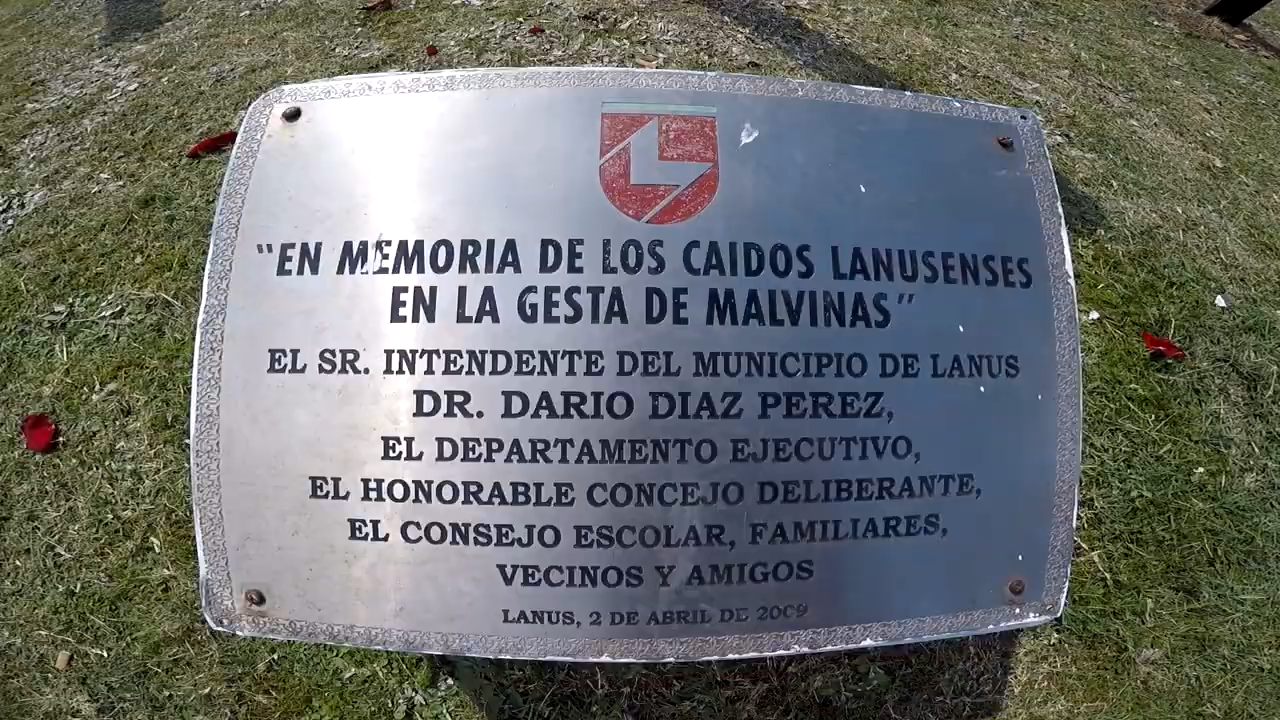 "EN MEMORIA DE LOS CAIDOS LANUSENSES
EN LA GESTA DE MALVINAS"
EL SR. INTENDENTE DEL MUNICIPIO DE LANUS
DR. DARIO DIAZ PEREZ,
EL DEPARTAMENTO EJECUTIVO,
EL HONORABLE CONCEJO DELIBERANTE,
EL CONSEJO ESCOLAR, FAMILIARES,
VECINOS Y AMIGOS
LANUS, 2 DE ABRIL DE 2009